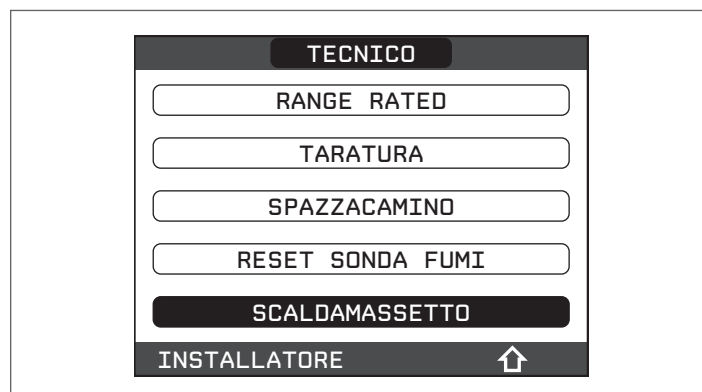 TECNICO
RANGE RATED
TARATURA
SPAZZACAMINO
RESET SONDA FUMI
SCALDAMASSETTO
INSTALLATORE